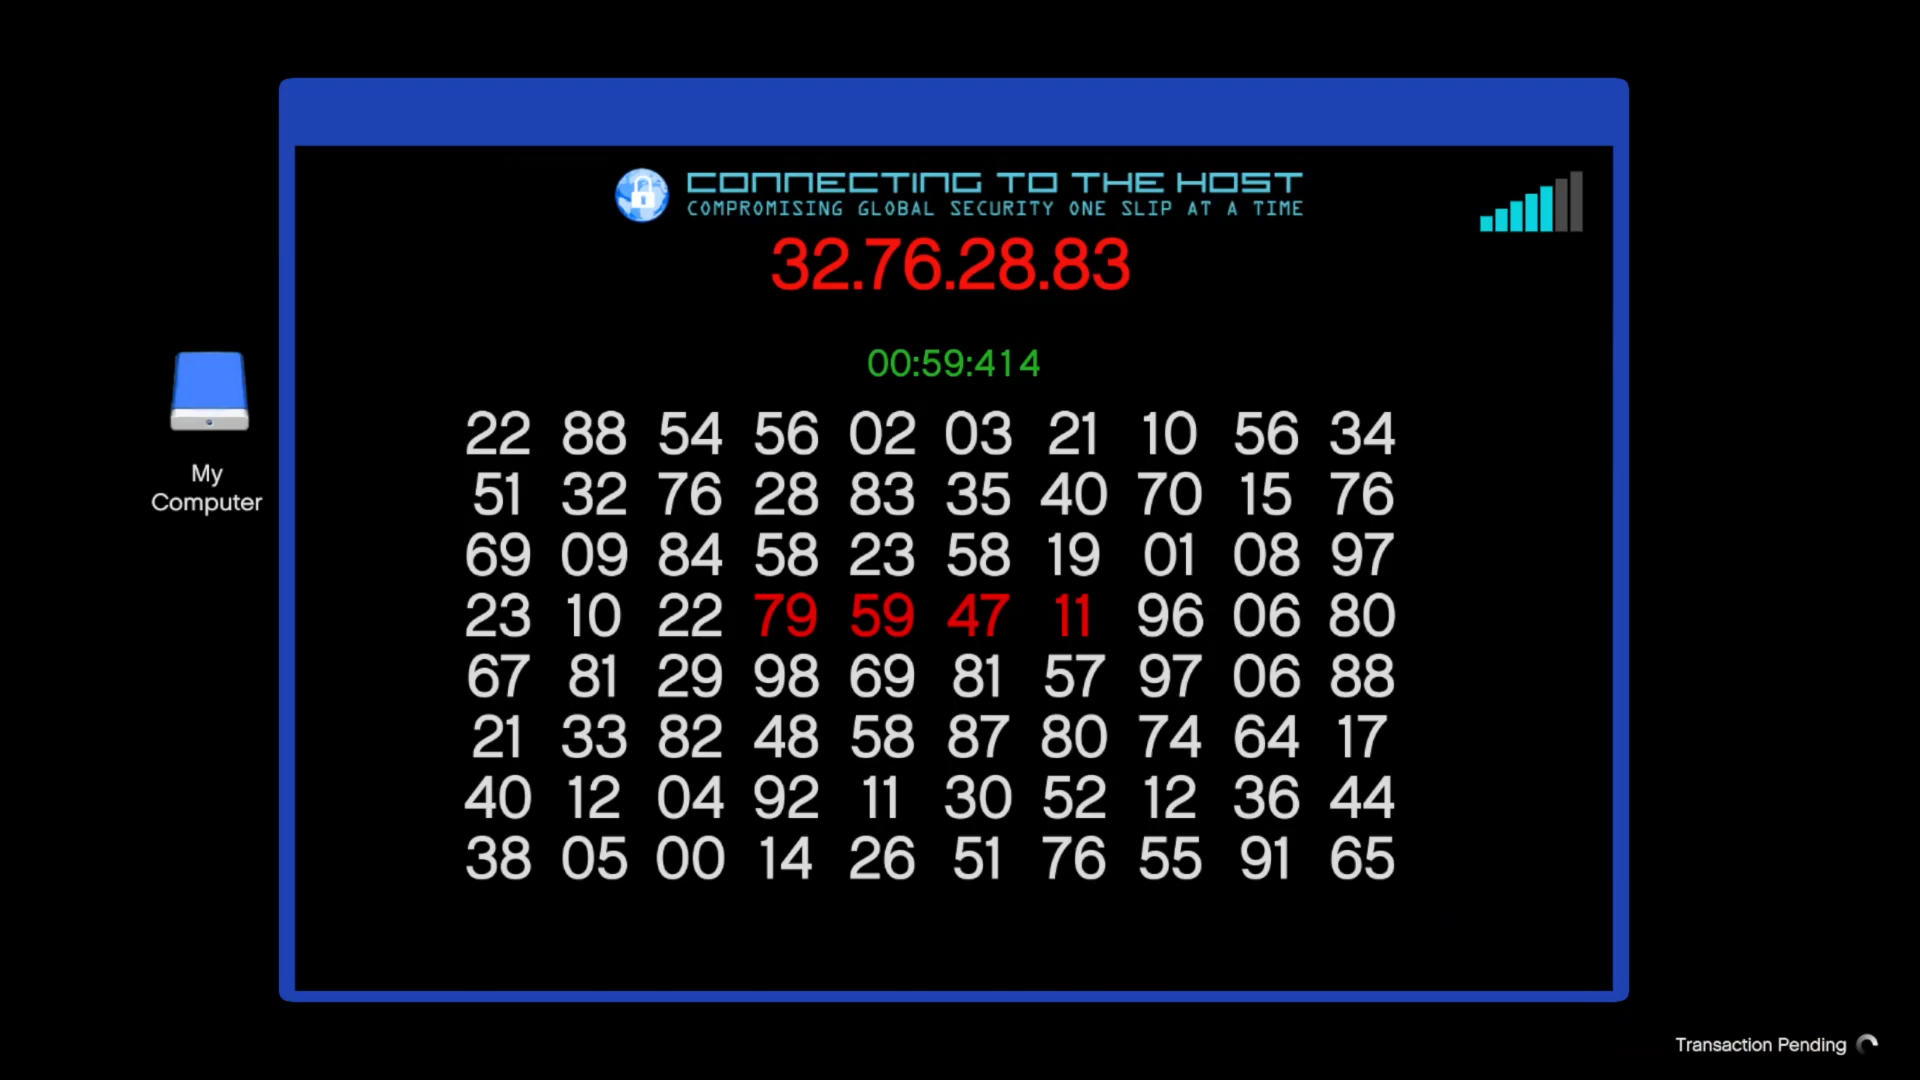 CONNECTING TO THE HOST
COMPROMISING GLOBAL SECURITY ONE SLIP AT A TIME
32.76.28.83
00:59:414
22 88 54 56 02 03 21 10 56 34
51 32 76 28 83 35 40 70 15 76
69 09 84 58 23 58 19 01 08 97
23 10 22 79 59 47 11 96 06 80
67 81 29 98 69 81 57 97 06 88
21 33 82 48 58 87 80 74 64 17
40 12 04 92 11 30 52 12 36 44
38 05 00 14 26 51 76 55 91 65
My
Computer
Transaction Pending